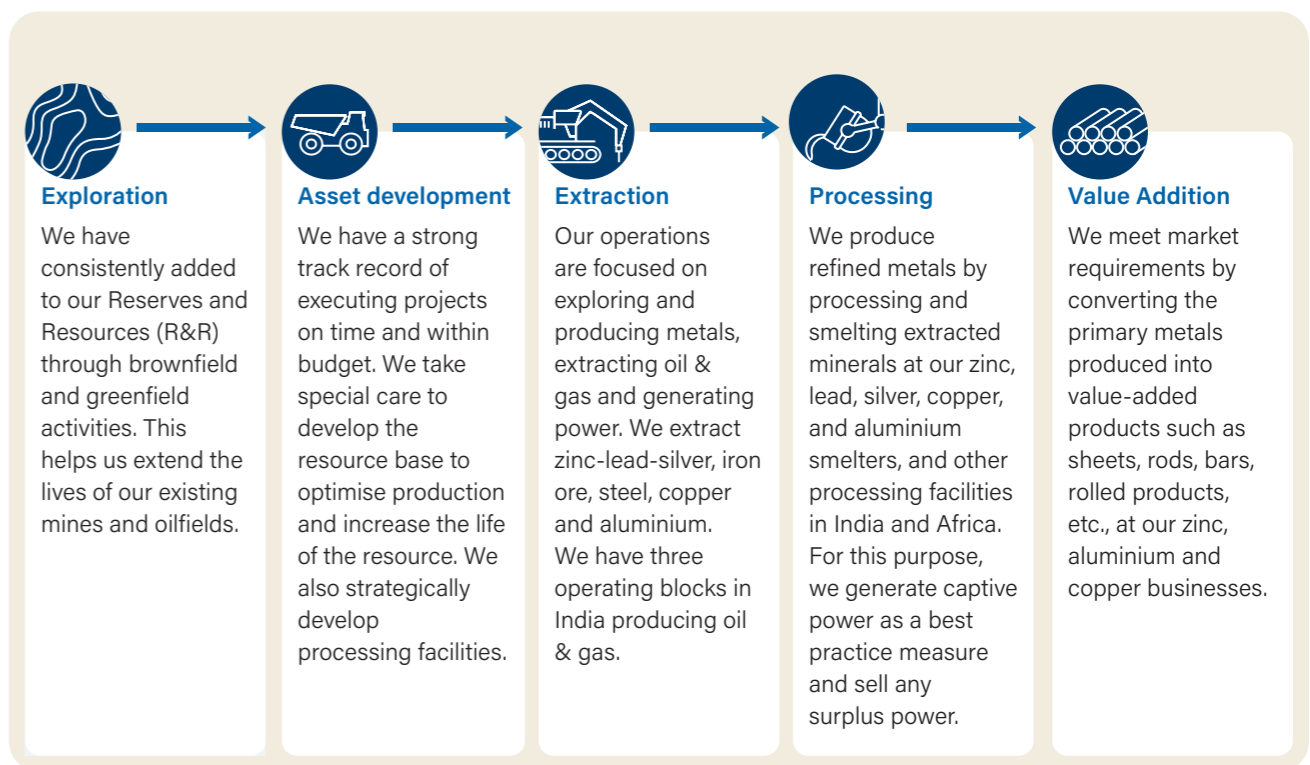 Exploration
We have
consistently added
to our Reserves and
Resources (R&R)
through brownfield
and greenfield
activities. This
helps us extend the
lives of our existing
mines and oilfields.
Asset development
We have a strong
track record of
executing projects
on time and within
budget. We take
special care to
develop the
resource base to
optimise production
and increase the life
of the resource. We
also strategically
develop
processing facilities.
Extraction
Our operations
are focused on
exploring and
producing metals,
extracting oil &
gas and generating
power. We extract
zinc-lead-silver, iron
ore, steel, copper
and aluminium.
We have three
operating blocks in
India producing oil
& gas.
Processing
We produce
refined metals by
processing and
smelting extracted
minerals at our zinc,
lead, silver, copper,
and aluminium
smelters, and other
processing facilities
in India and Africa.
For this purpose,
we generate captive
power as a best
practice measure
and sell any
surplus power.
Value Addition
We meet market
requirements by
converting the
primary metals
produced into
value-added
products such as
sheets, rods, bars,
rolled products,
etc., at our zinc,
aluminium and
copper businesses.